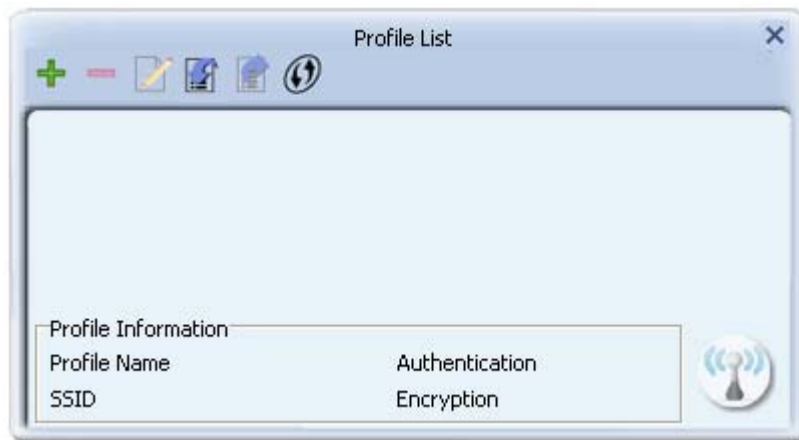 Profile List
Profile Information
Profile Name Authentication
SSID Encryption